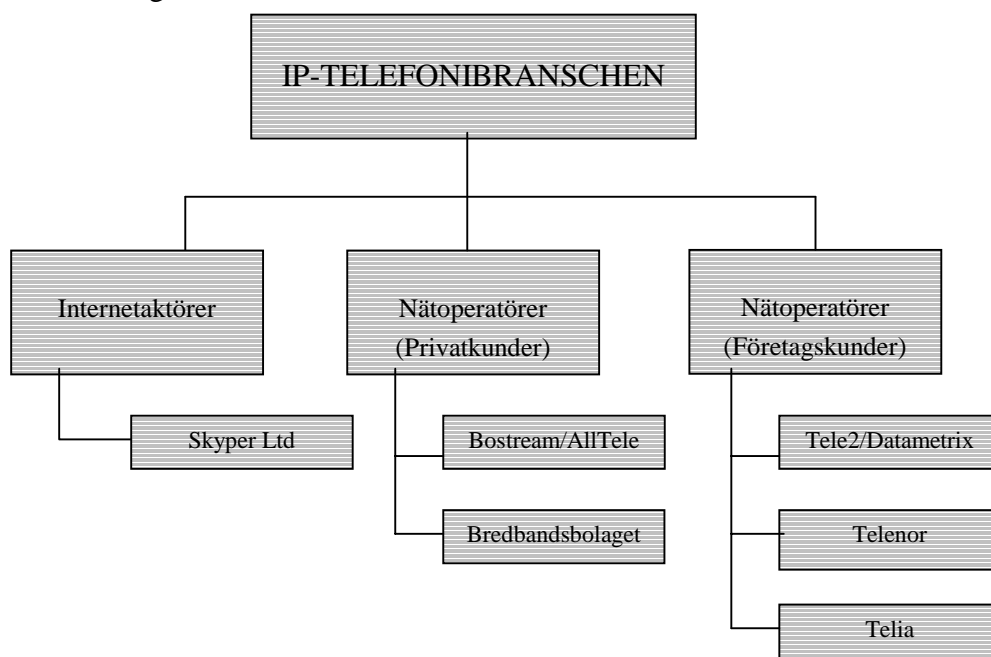 IP-TELEFONIBRANSCHEN
Internetaktörer
Nätoperatörer
(Privatkunder)
Nätoperatörer
(Företagskunder)
Skyper Ltd
Bostream/AllTele
Tele2/Datametrix
Bredbandsbolaget
Telenor
Telia